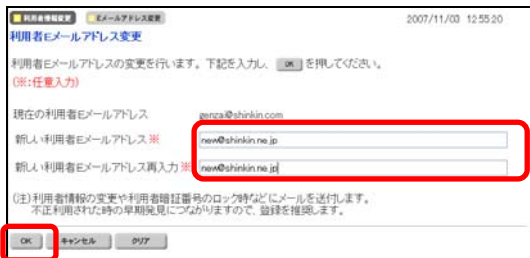 利用者情報変更 Eメールアドレス変更 2007/11/03 12:55:20
利用者Eメールアドレス変更
利用者Eメールアドレスの変更を行います。下記を入力し、 OK を押してください。
(※:任意入力)
現在の利用者Eメールアドレス genzai@shinkin.com
新しい利用者Eメールアドレス※ new@shinkin.ne.jp
新しい利用者Eメールアドレス再入力※ new@shinkin.ne.jp
(注)利用者情報の変更や利用者暗証番号のロック時などにメールを送付します。
不正利用された時の早期発見につながりますので、登録を推奨します。
OK キャンセル クリア